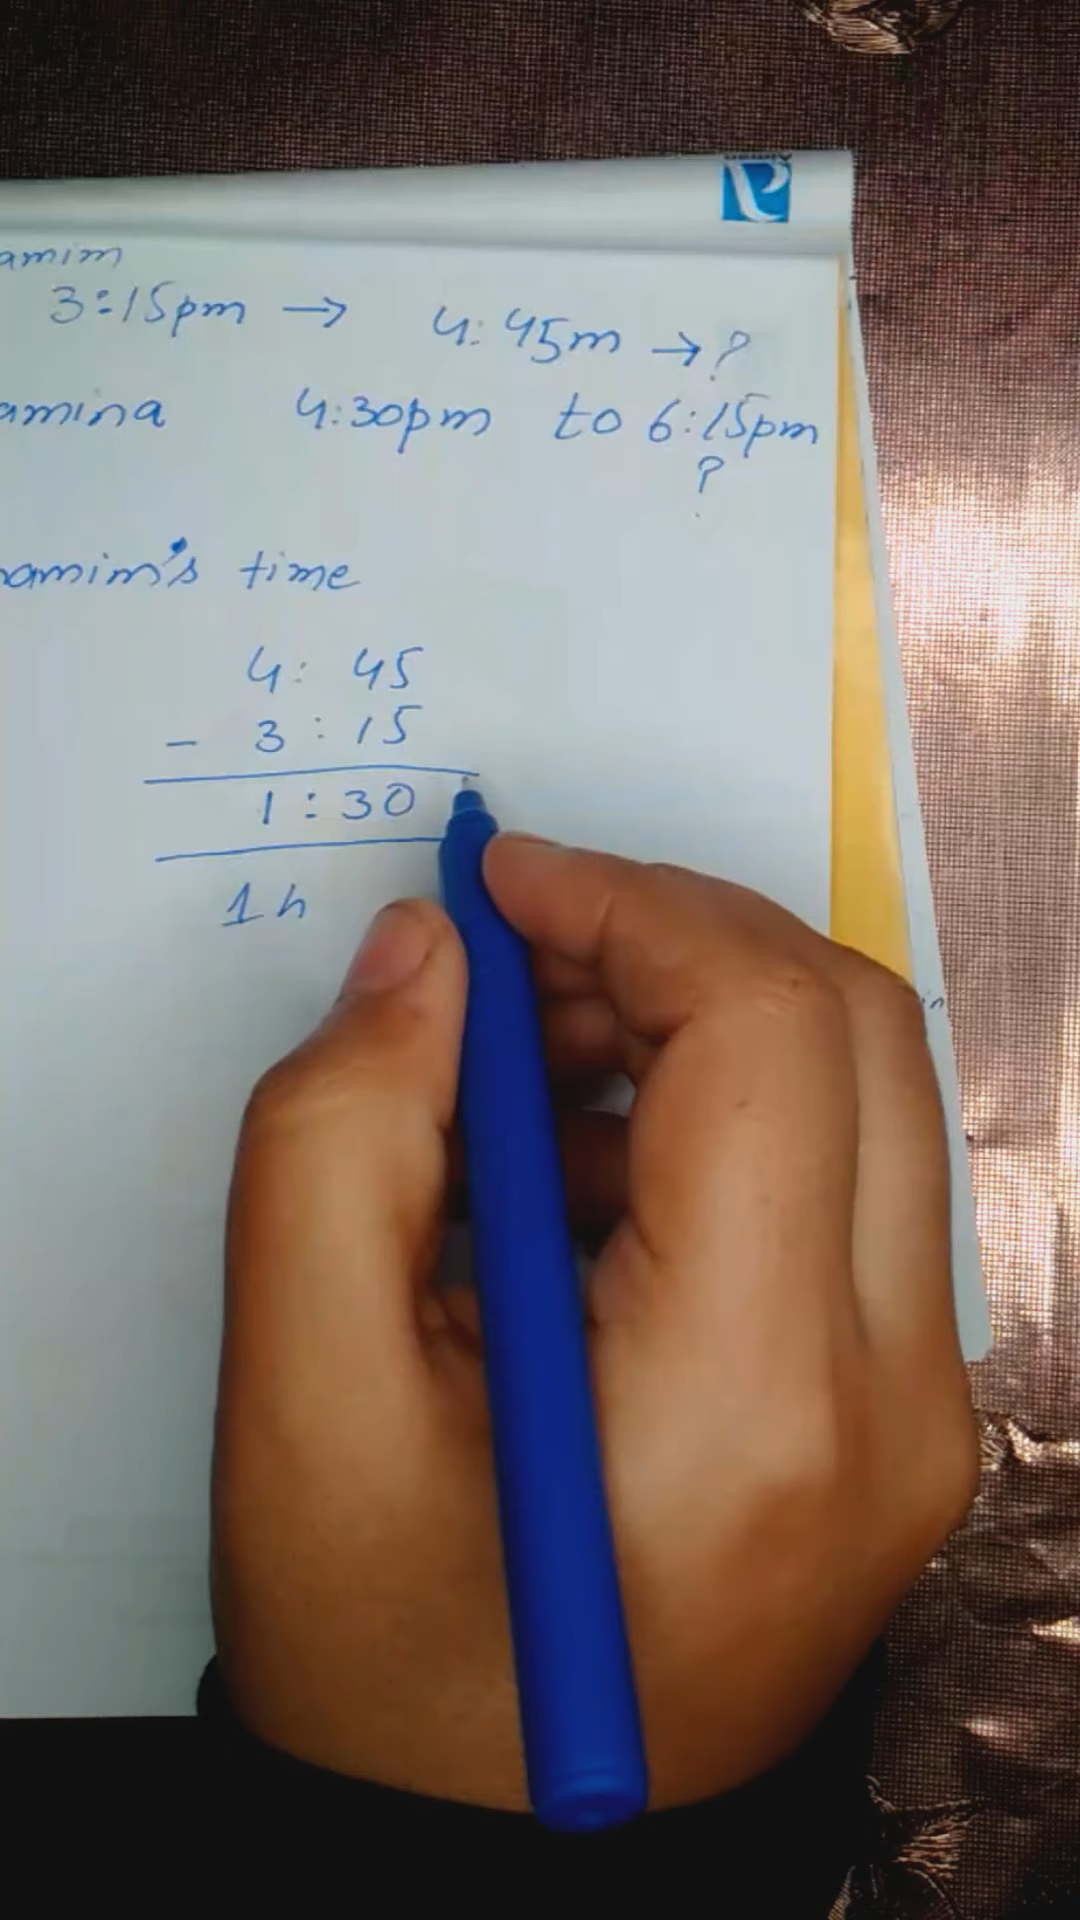 amim
3:15pm → 4:45m → ?
amina 4:30pm to 6:15pm
?
amim's time
4: 45
- 3:15
1:30
1h
in